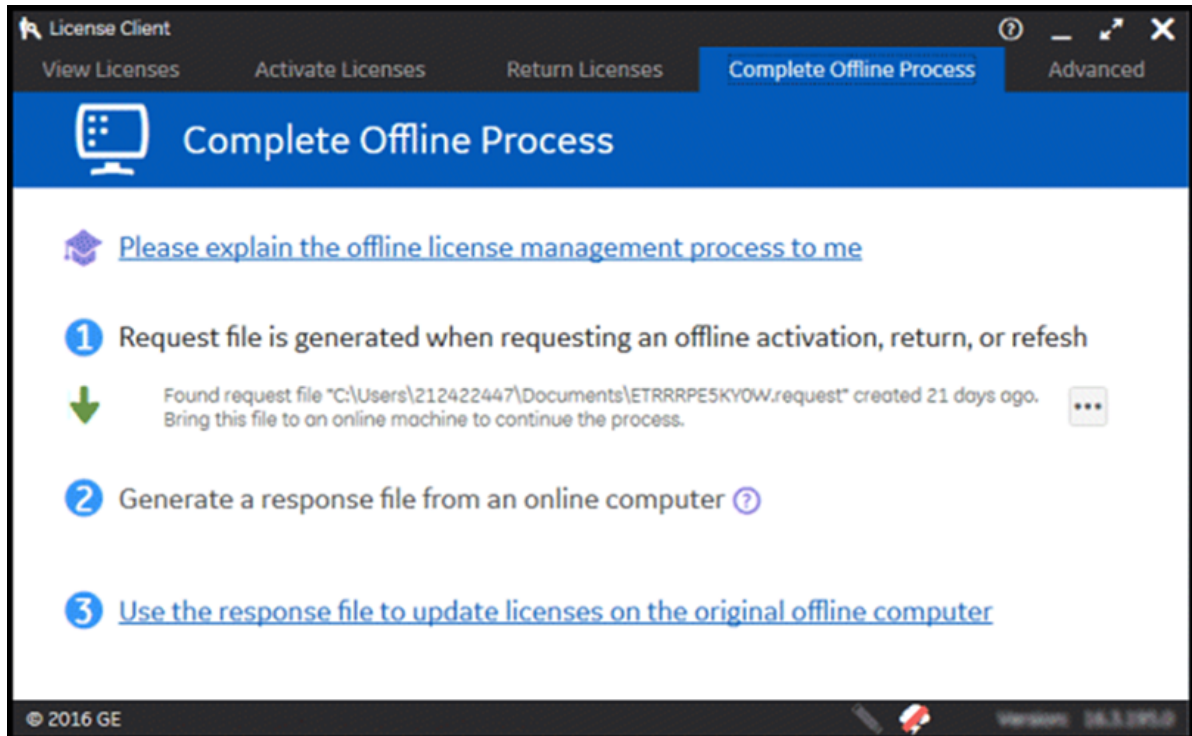 License Client
View Licenses Activate Licenses Return Licenses Complete Offline Process Advanced
Complete Offline Process
Please explain the offline license management process to me
1 Request file is generated when requesting an offline activation, return, or refesh
Found request file "C:\Users\212422447\Documents\ETRRRPE5KY0W.request" created 21 days ago.
Bring this file to an online machine to continue the process.
2 Generate a response file from an online computer ?
3 Use the response file to update licenses on the original offline computer
© 2016 GE
Version: